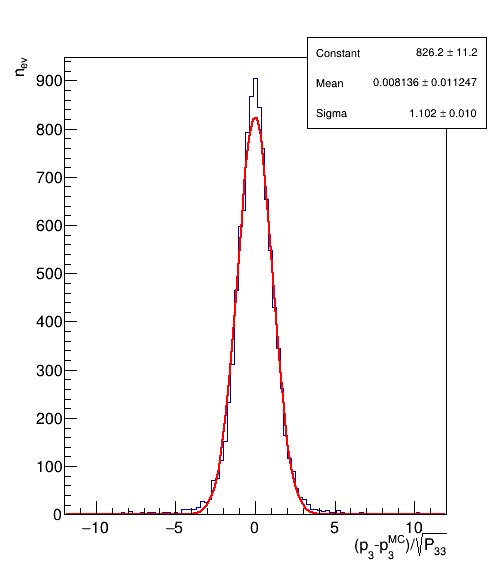 Constant 826.2 ± 11.2
Mean 0.008136 ± 0.011247
Sigma 1.102 ± 0.010
n_ev
900
800
700
600
500
400
300
200
100
0
−10 −5 0 5 10
(p_3-p_3^MC)/√P_33